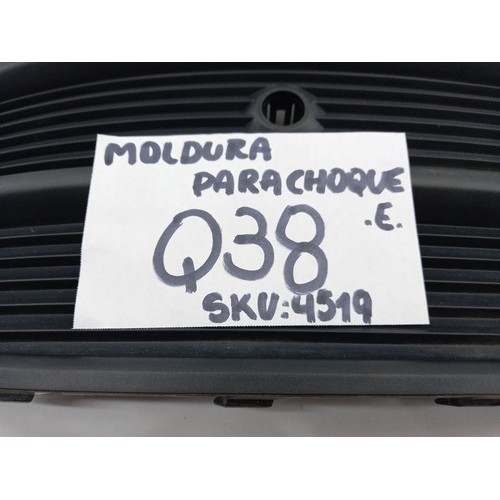 MOLDURA
PARACHOQUE
.E.
Q38
SKU:4519